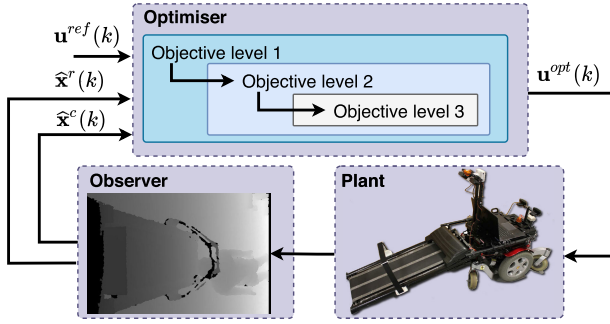 Optimiser
u^{ref}(k)
x̂^{r}(k)
x̂^{c}(k)
Objective level 1
Objective level 2
Objective level 3
u^{opt}(k)
Observer
Plant